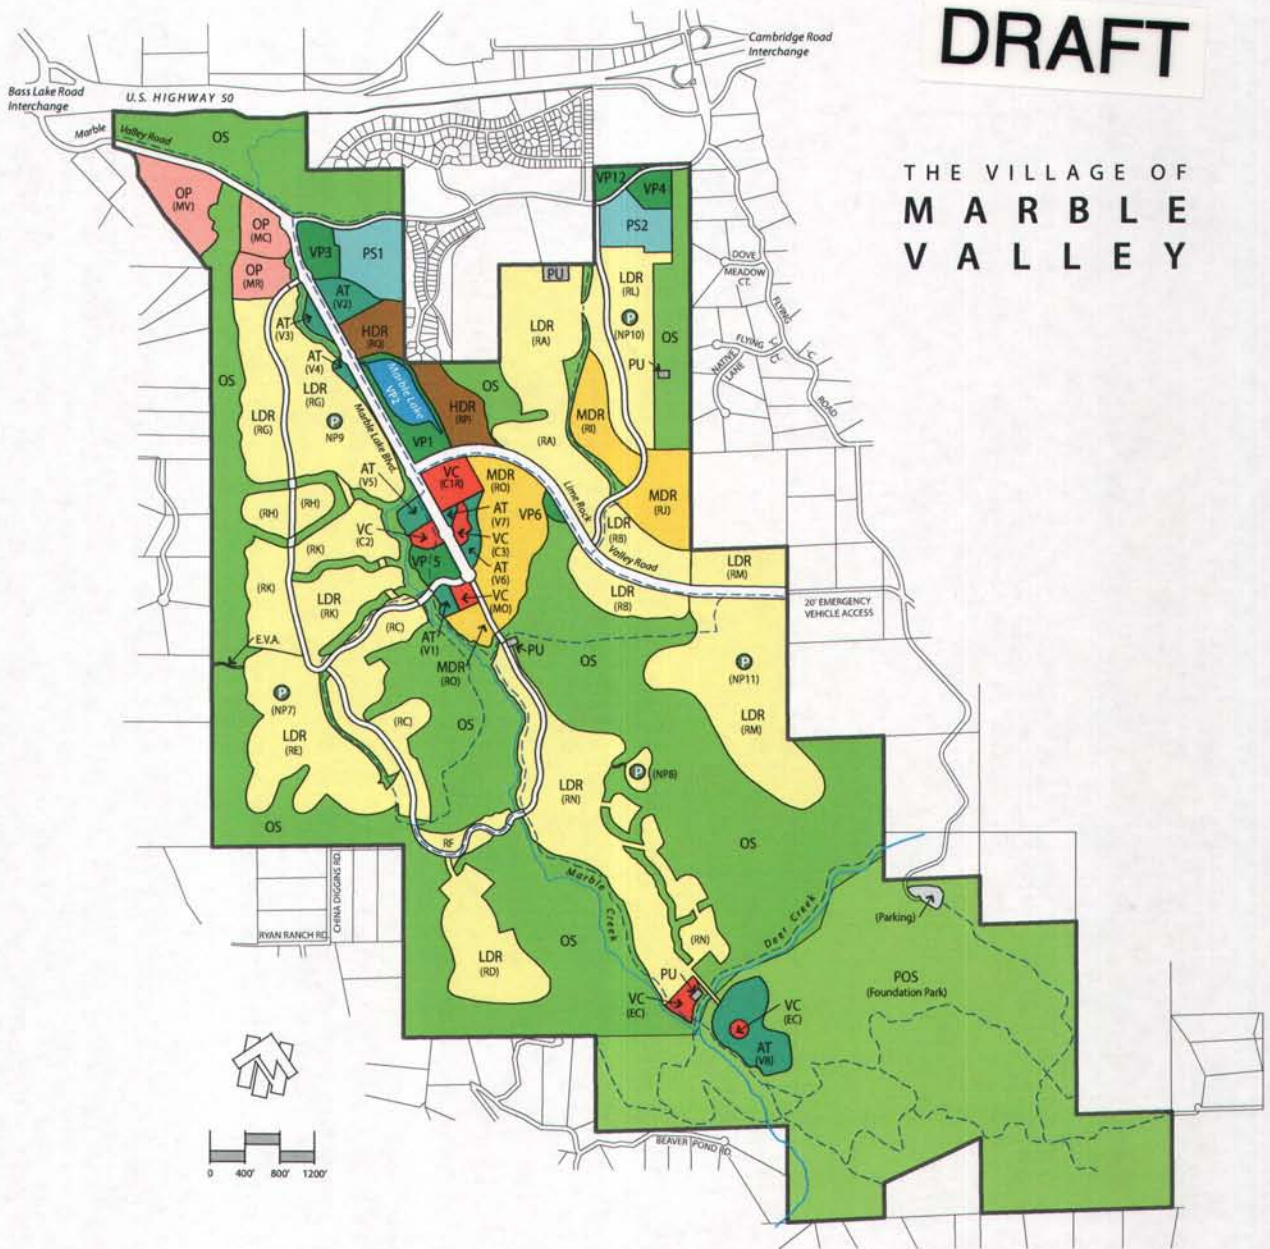 DRAFT
THE VILLAGE OF
MARBLE
VALLEY
Cambridge Road
Interchange
Bass Lake Road
Interchange
U.S. HIGHWAY 50
Marble Valley Road
OS
OP
(MV)
OP
(MC)
OP
(MR)
VP3
PS1
AT
(V2)
AT
(V3)
HDR
(RQ)
AT
(V4)
VP12
VP4
PS2
PU
LDR
(RL)
P
(NP10)
PU
OS
LDR
(RA)
DOVE
MEADOW
CT.
FLYING
C
ROAD
FLYING
C
CT.
NATIVE
LANE
OS
LDR
(RG)
LDR
(RG)
P
NP9
Marble Lake
VP2
Marble Lake Blvd.
HDR
(RP)
OS
VP1
MDR
(RI)
(RA)
AT
(V5)
VC
(C1R)
MDR
(RO)
Lime Rock
Valley Road
MDR
(RJ)
(RH)
(RH)
AT
(V7)
VP6
LDR
(RB)
VC
(C2)
VC
(C3)
(RK)
VP5
AT
(V6)
LDR
(RM)
(RK)
LDR
(RK)
VC
(MO)
LDR
(RB)
20' EMERGENCY
VEHICLE ACCESS
(RC)
AT
(V1)
E.V.A.
MDR
(RO)
PU
OS
P
(NP11)
P
(NP7)
(RC)
OS
LDR
(RM)
LDR
(RE)
LDR
(RN)
P
(NP8)
OS
RF
OS
Marble
Creek
CHINA DIGGINS RD.
RYAN RANCH RD.
(Parking)
Deer Creek
OS
(RN)
LDR
(RD)
PU
POS
(Foundation Park)
VC
(EC)
VC
(EC)
AT
(V8)
BEAVER POND RD.
0 400' 800' 1200'